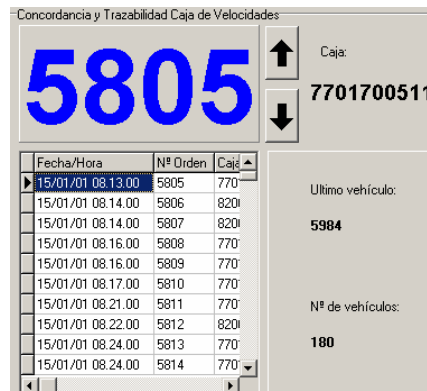 Concordancia y Trazabilidad Caja de Velocidades
5805
Caja:
7701700511
Fecha/Hora Nº Orden Caja
15/01/01 08.13.00 5805 770
15/01/01 08.14.00 5806 820
15/01/01 08.14.00 5807 820
15/01/01 08.16.00 5808 770
15/01/01 08.16.00 5809 770
15/01/01 08.17.00 5810 770
15/01/01 08.21.00 5811 770
15/01/01 08.22.00 5812 820
15/01/01 08.24.00 5813 770
15/01/01 08.24.00 5814 770
Ultimo vehículo:
5984
Nº de vehículos:
180